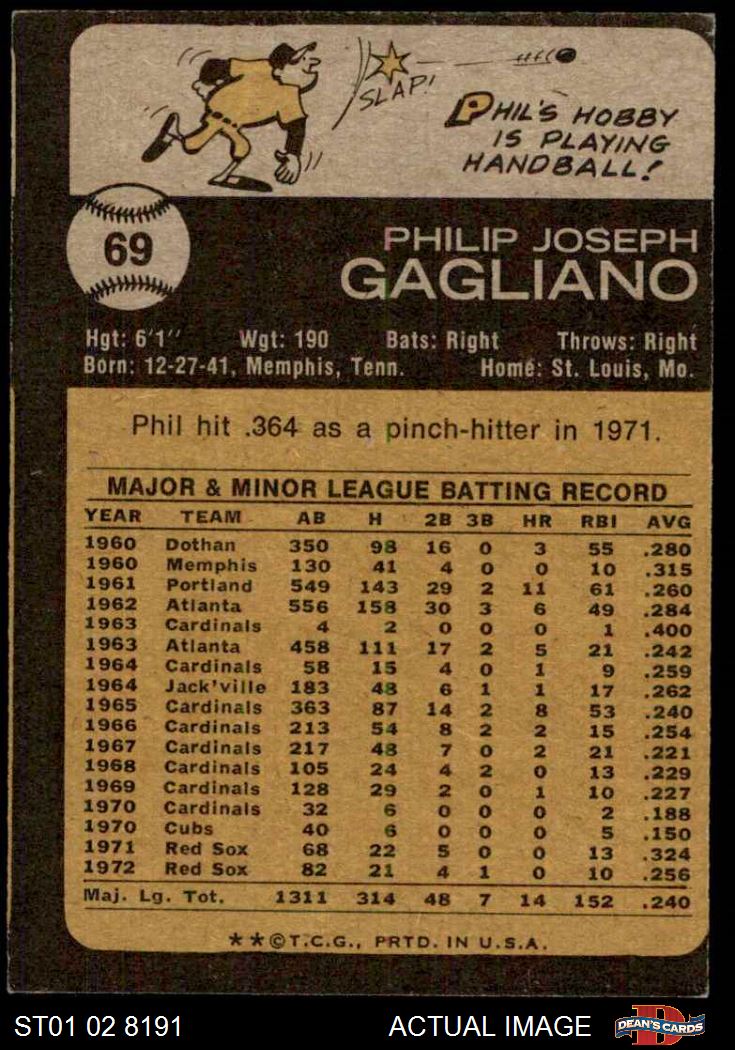 SLAP!
PHIL'S HOBBY
IS PLAYING
HANDBALL!
69
PHILIP JOSEPH
GAGLIANO
Hgt: 6'1" Wgt: 190 Bats: Right Throws: Right
Born: 12-27-41, Memphis, Tenn. Home: St. Louis, Mo.
Phil hit .364 as a pinch-hitter in 1971.
MAJOR & MINOR LEAGUE BATTING RECORD
YEAR TEAM AB H 2B 3B HR RBI AVG
1960 Dothan 350 98 16 0 3 55 .280
1960 Memphis 130 41 4 0 0 10 .315
1961 Portland 549 143 29 2 11 61 .260
1962 Atlanta 556 158 30 3 6 49 .284
1963 Cardinals 4 2 0 0 0 1 .400
1963 Atlanta 458 111 17 2 5 21 .242
1964 Cardinals 58 15 4 0 1 9 .259
1964 Jack'ville 183 48 6 1 1 17 .262
1965 Cardinals 363 87 14 2 8 53 .240
1966 Cardinals 213 54 8 2 2 15 .254
1967 Cardinals 217 48 7 0 2 21 .221
1968 Cardinals 105 24 4 2 0 13 .229
1969 Cardinals 128 29 2 0 1 10 .227
1970 Cardinals 32 6 0 0 0 2 .188
1970 Cubs 40 6 0 0 0 5 .150
1971 Red Sox 68 22 5 0 0 13 .324
1972 Red Sox 82 21 4 1 0 10 .256
Maj. Lg. Tot. 1311 314 48 7 14 152 .240
**©T.C.G., PRTD. IN U.S.A.
ST01 02 8191 ACTUAL IMAGE D DEAN'S CARDS